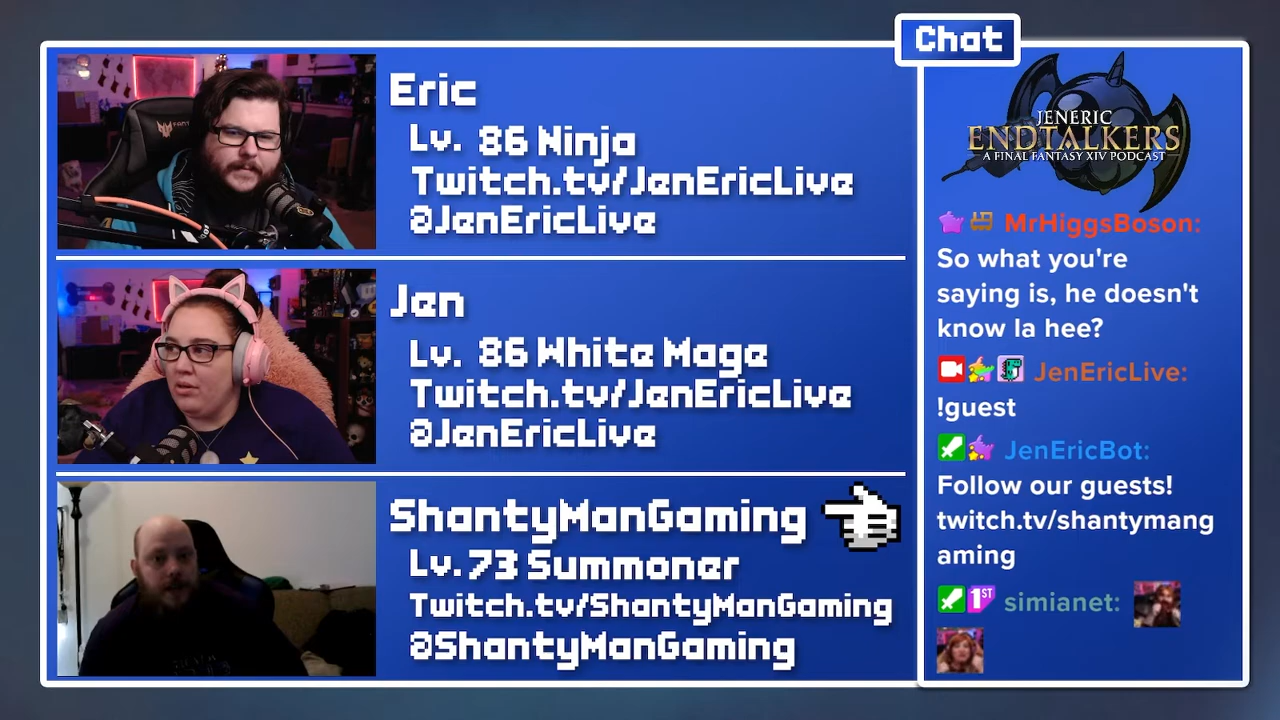 Chat
Eric
Lv. 86 Ninja
Twitch.tv/JenEricLive
@JenEricLive
Jen
Lv. 86 White Mage
Twitch.tv/JenEricLive
@JenEricLive
ShantyManGaming
Lv. 73 Summoner
Twitch.tv/ShantyManGaming
@ShantyManGaming
JENERIC
ENDTALKERS
A FINAL FANTASY XIV PODCAST
MrHiggsBoson:
So what you're
saying is, he doesn't
know la hee?
JenEricLive:
!guest
JenEricBot:
Follow our guests!
twitch.tv/shantymang
aming
1ST simianet: